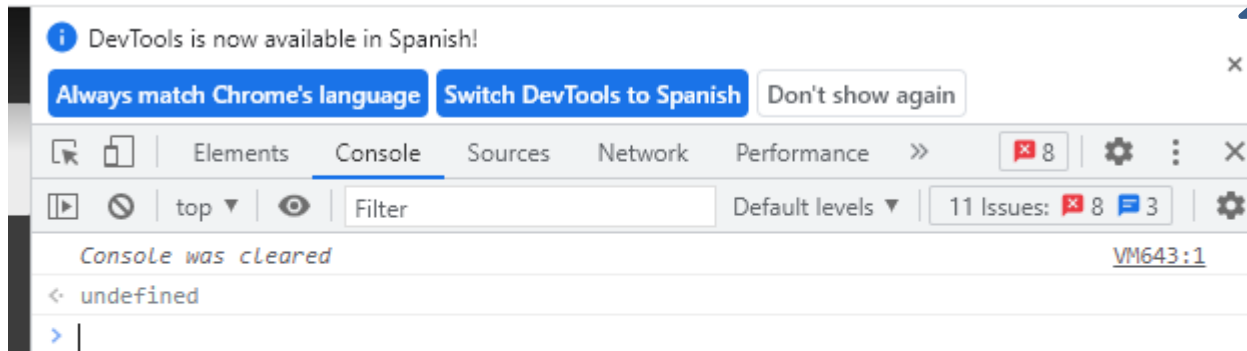 DevTools is now available in Spanish!
Always match Chrome's language Switch DevTools to Spanish Don't show again
Elements Console Sources Network Performance 8
top Filter Default levels 11 Issues: 8 3
Console was cleared VM643:1
undefined